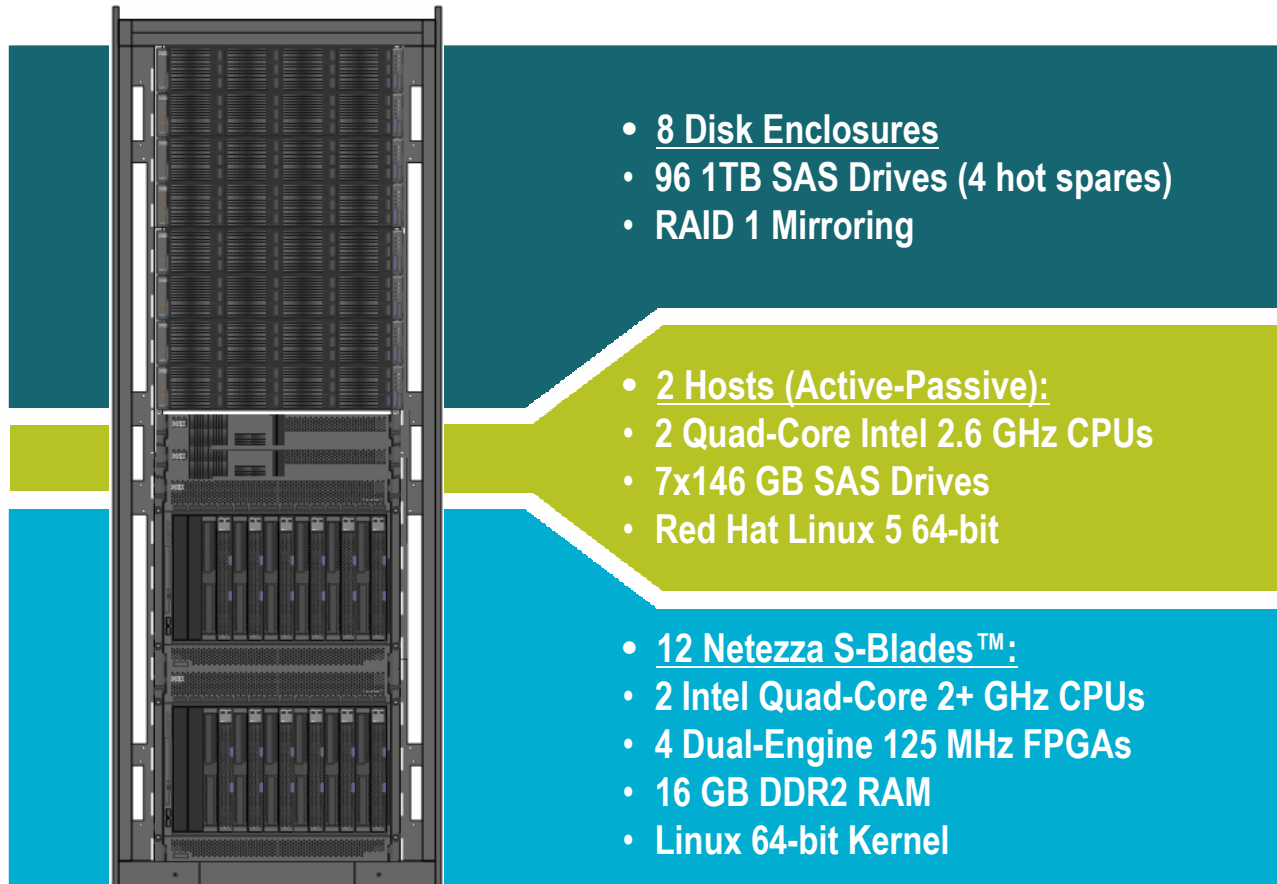 • 8 Disk Enclosures
• 96 1TB SAS Drives (4 hot spares)
• RAID 1 Mirroring
• 2 Hosts (Active-Passive):
• 2 Quad-Core Intel 2.6 GHz CPUs
• 7x146 GB SAS Drives
• Red Hat Linux 5 64-bit
• 12 Netezza S-Blades™:
• 2 Intel Quad-Core 2+ GHz CPUs
• 4 Dual-Engine 125 MHz FPGAs
• 16 GB DDR2 RAM
• Linux 64-bit Kernel